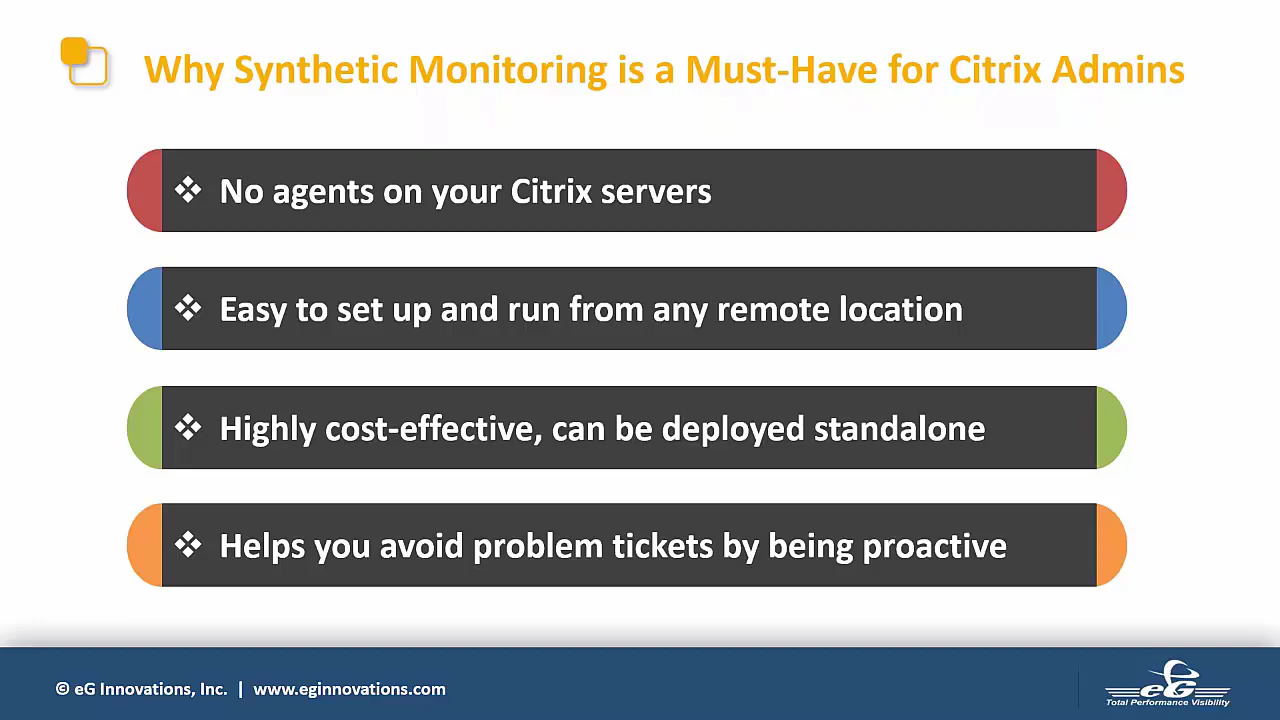 Why Synthetic Monitoring is a Must-Have for Citrix Admins
❖ No agents on your Citrix servers
❖ Easy to set up and run from any remote location
❖ Highly cost-effective, can be deployed standalone
❖ Helps you avoid problem tickets by being proactive
© eG Innovations, Inc. | www.eginnovations.com
eG
Total Performance Visibility